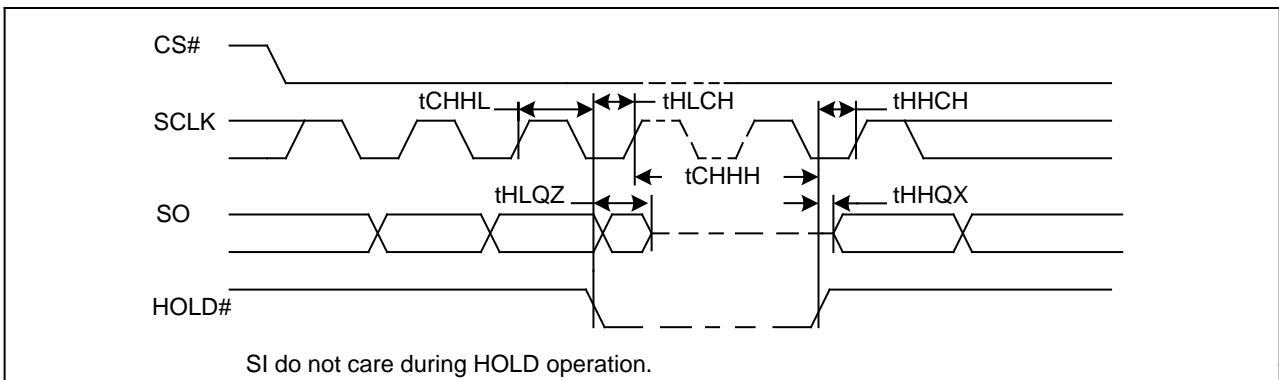 CS#
tCHHL tHLCH tHHCH
SCLK
tCHHH
tHLQZ tHHQX
SO
HOLD#
SI do not care during HOLD operation.